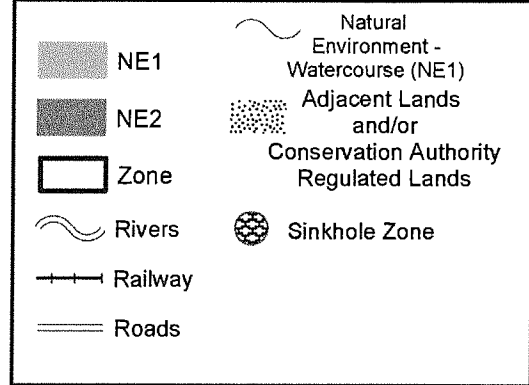 NE1
NE2
Zone
Rivers
Railway
Roads
Natural
Environment -
Watercourse (NE1)
Adjacent Lands
and/or
Conservation Authority
Regulated Lands
Sinkhole Zone